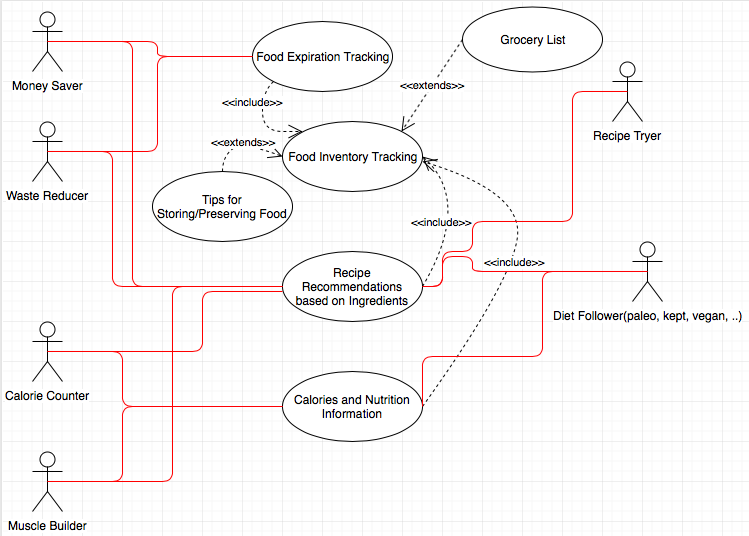 Money Saver
Food Expiration Tracking
Grocery List
<<include>>
<<extends>>
Recipe Tryer
<<extends>>
Food Inventory Tracking
Waste Reducer
Tips for
Storing/Preserving Food
<<include>>
<<include>>
Recipe
Recommendations
based on Ingredients
Diet Follower(paleo, kept, vegan, ..)
Calorie Counter
Calories and Nutrition
Information
Muscle Builder